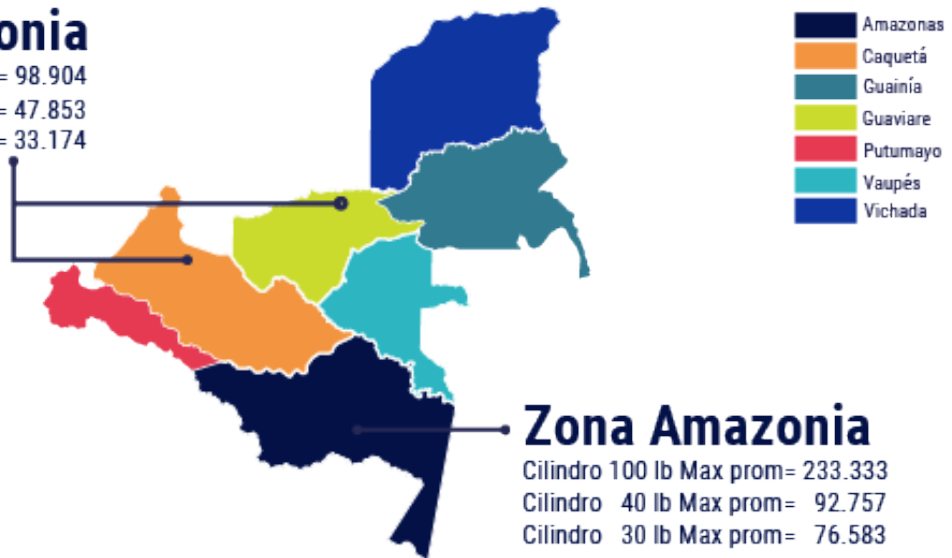 onia
= 98.904
= 47.853
= 33.174
Amazonas
Caquetá
Guainía
Guaviare
Putumayo
Vaupés
Vichada
Zona Amazonia
Cilindro 100 lb Max prom= 233.333
Cilindro 40 lb Max prom= 92.757
Cilindro 30 lb Max prom= 76.583